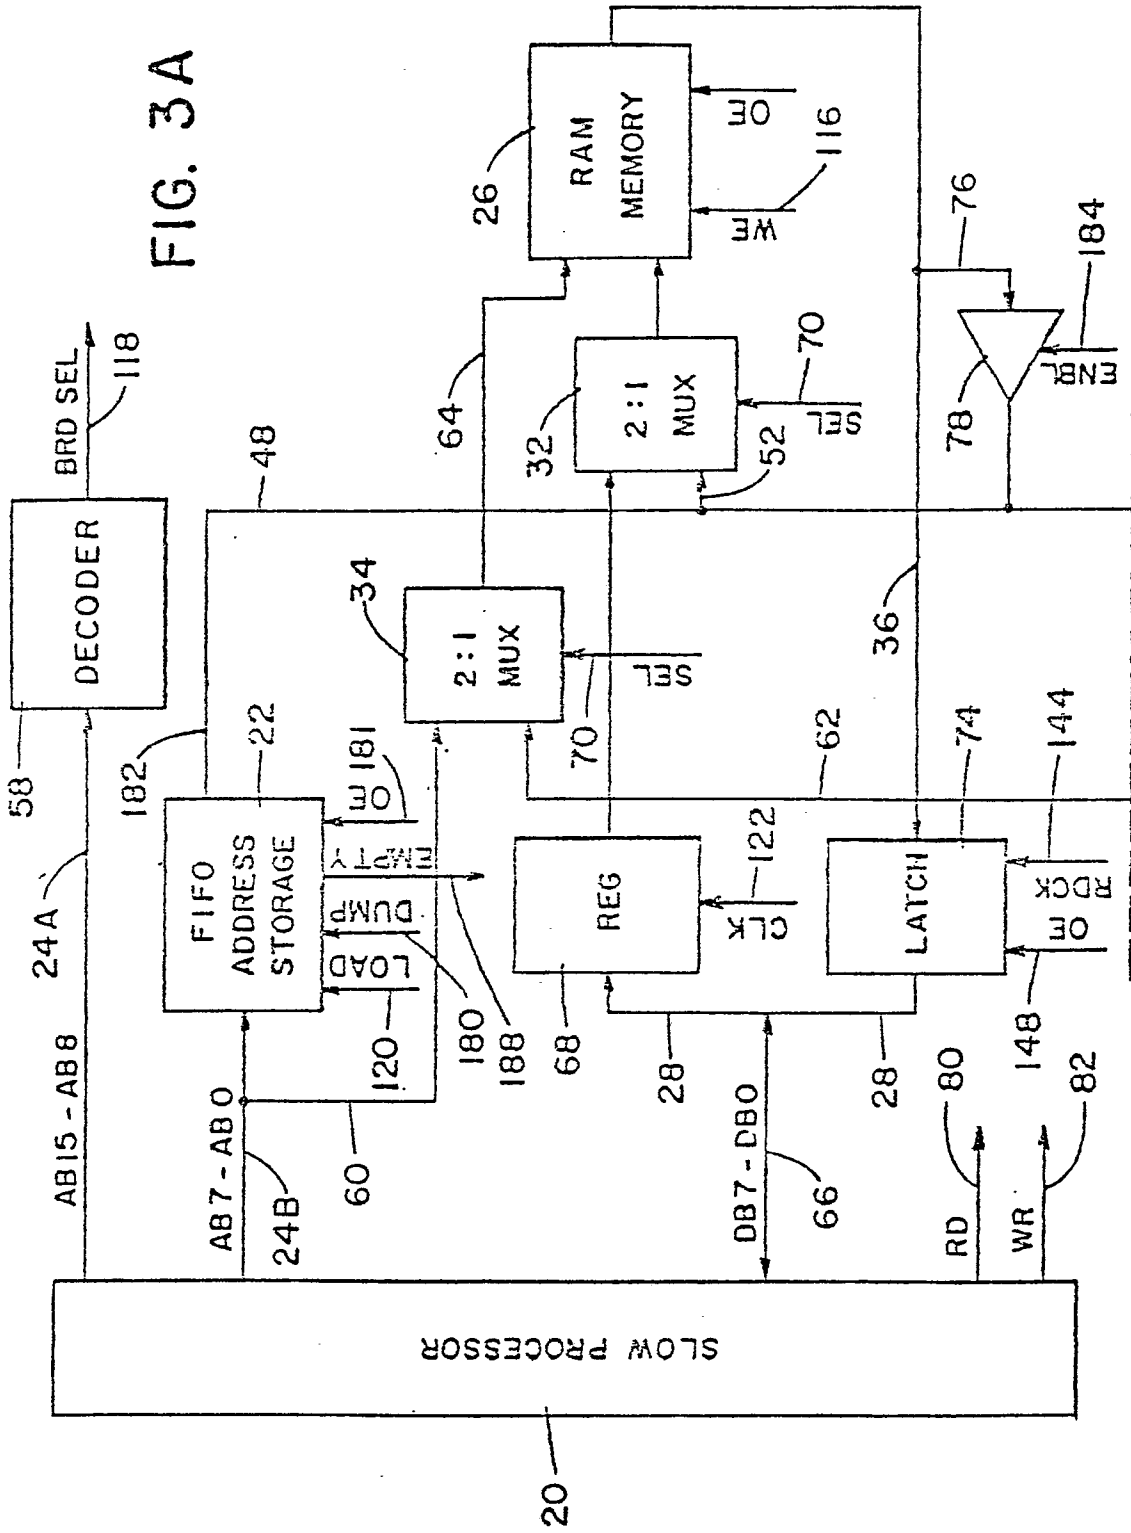 FIG. 3A
BRD SEL
118
DECODER
58
24A
AB15-AB8
48
182
22
FIFO
ADDRESS
STORAGE
OE
181
EMPTY
DUMP
LOAD
120
180
188
AB7-AB0
24B
60
34
2:1
MUX
SEL
70
64
26
RAM
MEMORY
WE
116
OE
32
2:1
MUX
52
SEL
70
REG
68
CLK
122
62
28
DB7-DB0
66
28
LATCH
74
36
RDCK
144
OE
148
76
78
ENBL
184
RD
80
WR
82
SLOW PROCESSOR
20